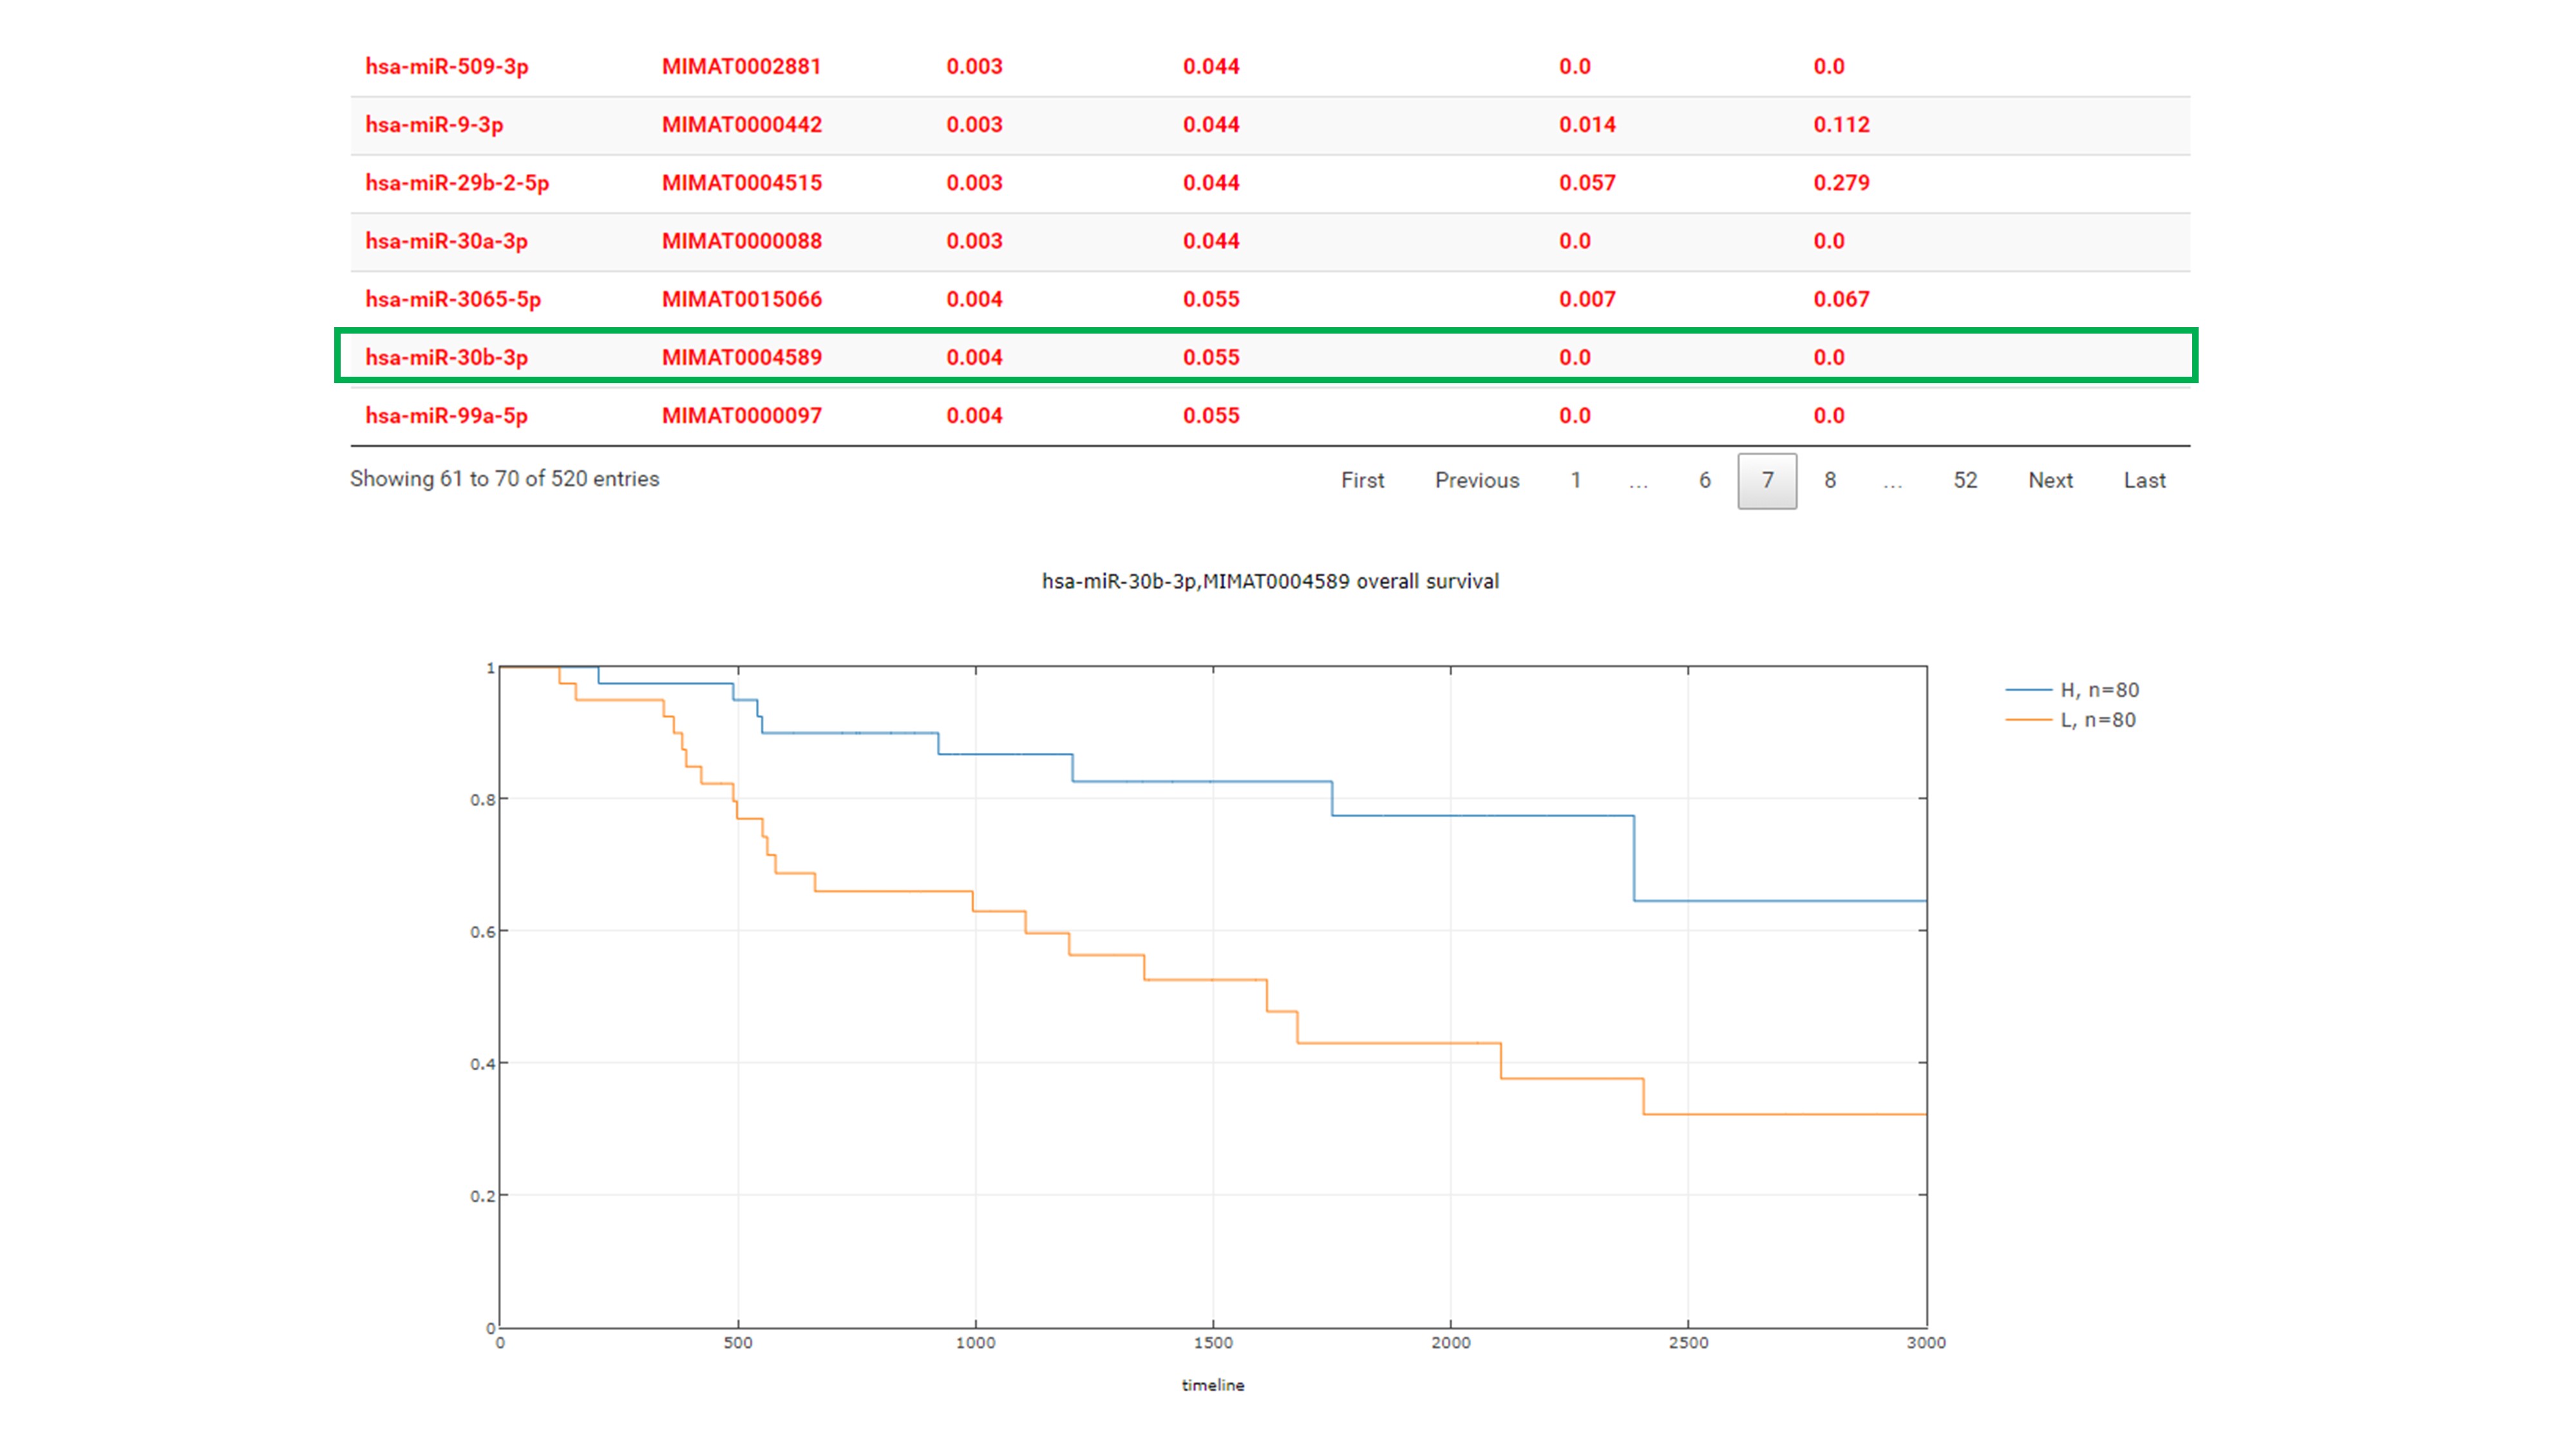 hsa-miR-509-3p MIMAT0002881 0.003 0.044 0.0 0.0
hsa-miR-9-3p MIMAT0000442 0.003 0.044 0.014 0.112
hsa-miR-29b-2-5p MIMAT0004515 0.003 0.044 0.057 0.279
hsa-miR-30a-3p MIMAT0000088 0.003 0.044 0.0 0.0
hsa-miR-3065-5p MIMAT0015066 0.004 0.055 0.007 0.067
hsa-miR-30b-3p MIMAT0004589 0.004 0.055 0.0 0.0
hsa-miR-99a-5p MIMAT0000097 0.004 0.055 0.0 0.0
Showing 61 to 70 of 520 entries First Previous 1 ... 6 7 8 ... 52 Next Last
hsa-miR-30b-3p,MIMAT0004589 overall survival
1
H, n=80
L, n=80
0.8
0.6
0.4
0.2
0
0 500 1000 1500 2000 2500 3000
timeline